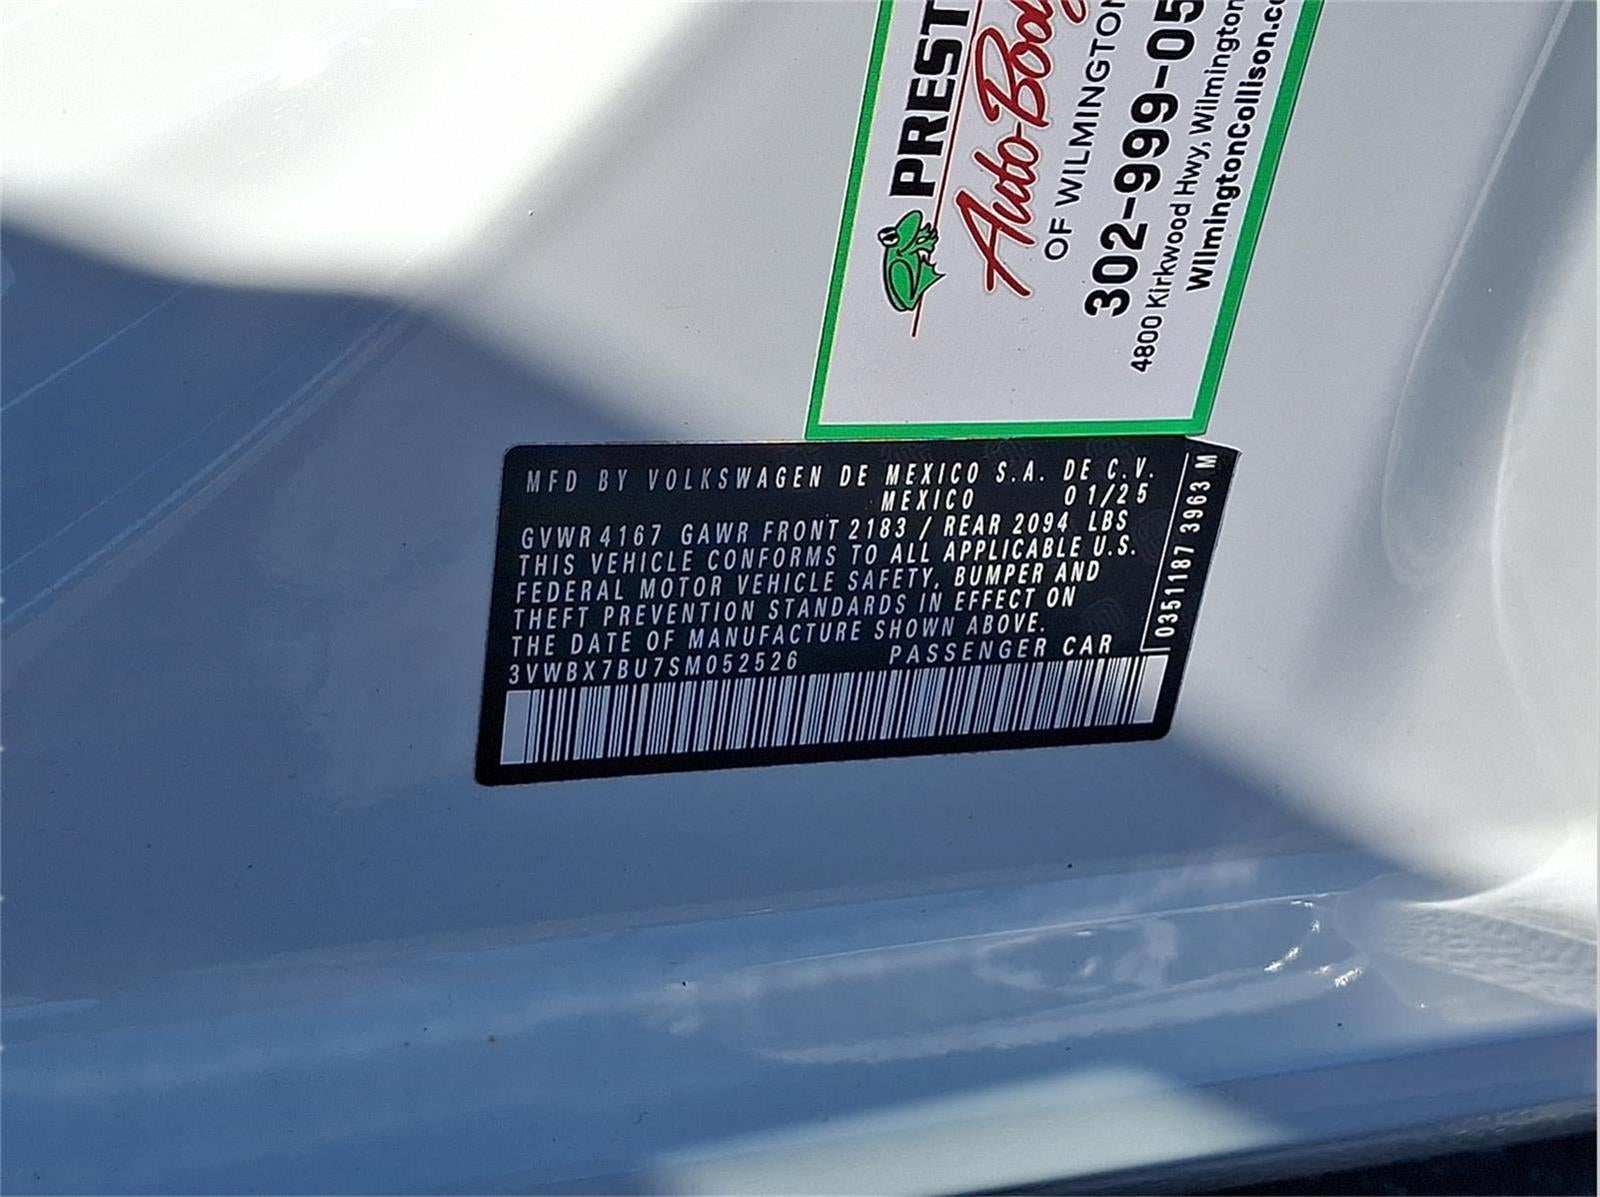 PREST
Auto-Body
OF WILMINGTON
302-999-05
4800 Kirkwood Hwy, Wilmington
WilmingtonCollison.co
MFD BY VOLKSWAGEN DE MEXICO S.A. DE C.V.
MEXICO 01/25
GVWR 4167 GAWR FRONT 2183 / REAR 2094 LBS
THIS VEHICLE CONFORMS TO ALL APPLICABLE U.S.
FEDERAL MOTOR VEHICLE SAFETY, BUMPER AND
THEFT PREVENTION STANDARDS IN EFFECT ON
THE DATE OF MANUFACTURE SHOWN ABOVE.
3VWBX7BU7SM052526 PASSENGER CAR
0351187 3963 M